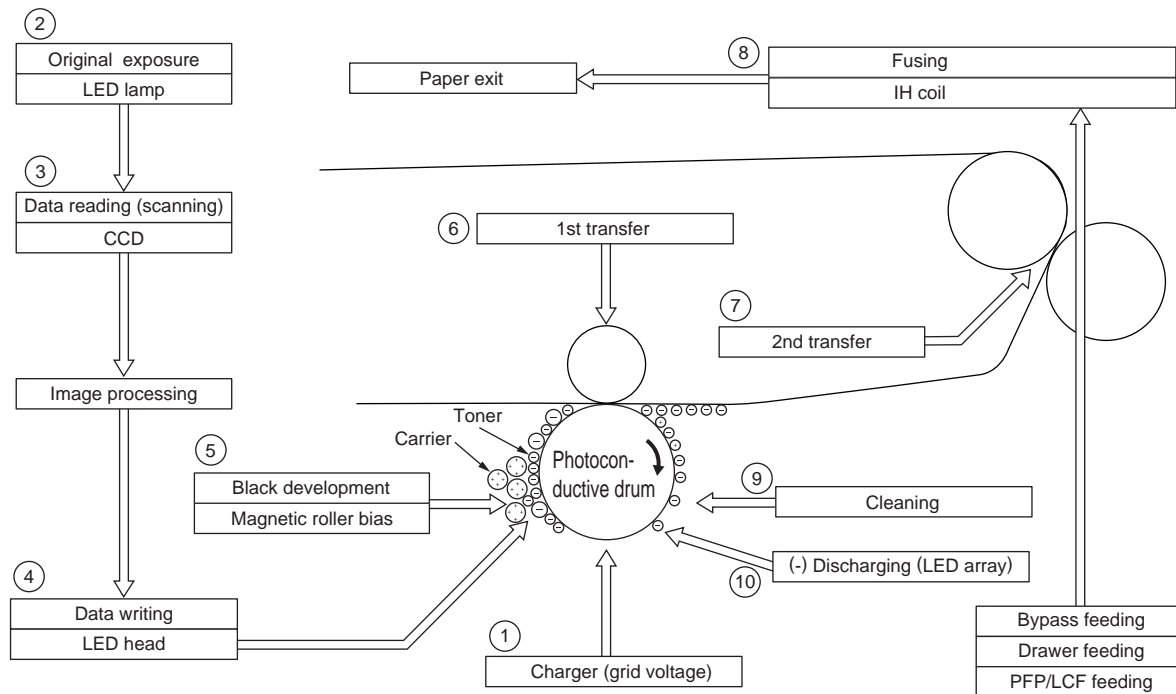 ②
Original exposure
LED lamp
③
Data reading (scanning)
CCD
Image processing
④
Data writing
LED head
⑤
Black development
Magnetic roller bias
Carrier
Toner
Photocon-
ductive drum
⑥
1st transfer
⑦
2nd transfer
⑧
Fusing
IH coil
Paper exit
⑨
Cleaning
⑩
(-) Discharging (LED array)
①
Charger (grid voltage)
Bypass feeding
Drawer feeding
PFP/LCF feeding